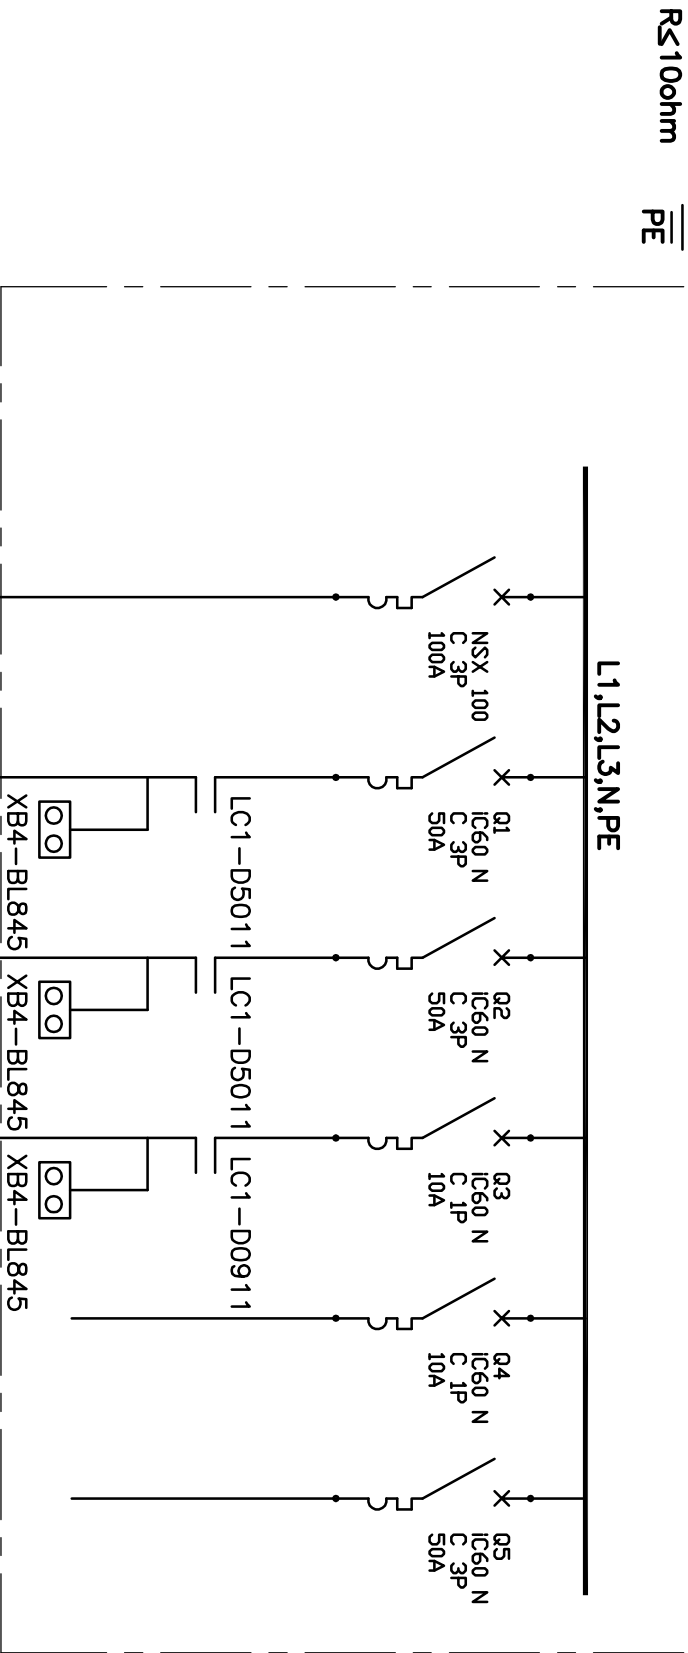 R≤10ohm
PE
L1,L2,L3,N,PE
NSX 100
C 3P
100A
Q1
iC60 N
C 3P
50A
Q2
iC60 N
C 3P
50A
Q3
iC60 N
C 1P
10A
Q4
iC60 N
C 1P
10A
Q5
iC60 N
C 3P
50A
LC1-D5011
LC1-D5011
LC1-D0911
XB4-BL845
XB4-BL845
XB4-BL845